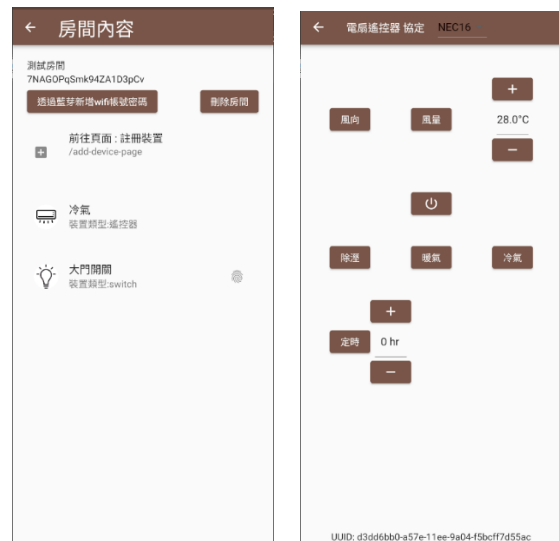 房間內容
測試房間
7NAGOPqSmk94ZA1D3pCv
透過藍芽新增wifi帳號密碼
刪除房間
前往頁面 : 註冊裝置
/add-device-page
冷氣
裝置類型:遙控器
大門開關
裝置類型:switch
電扇遙控器 協定 NEC16
+
風向
風量
28.0°C
−
除溼
暖氣
冷氣
+
定時
0 hr
−
UUID: d3dd6bb0-a57e-11ee-9a04-f5bcff7d55ac